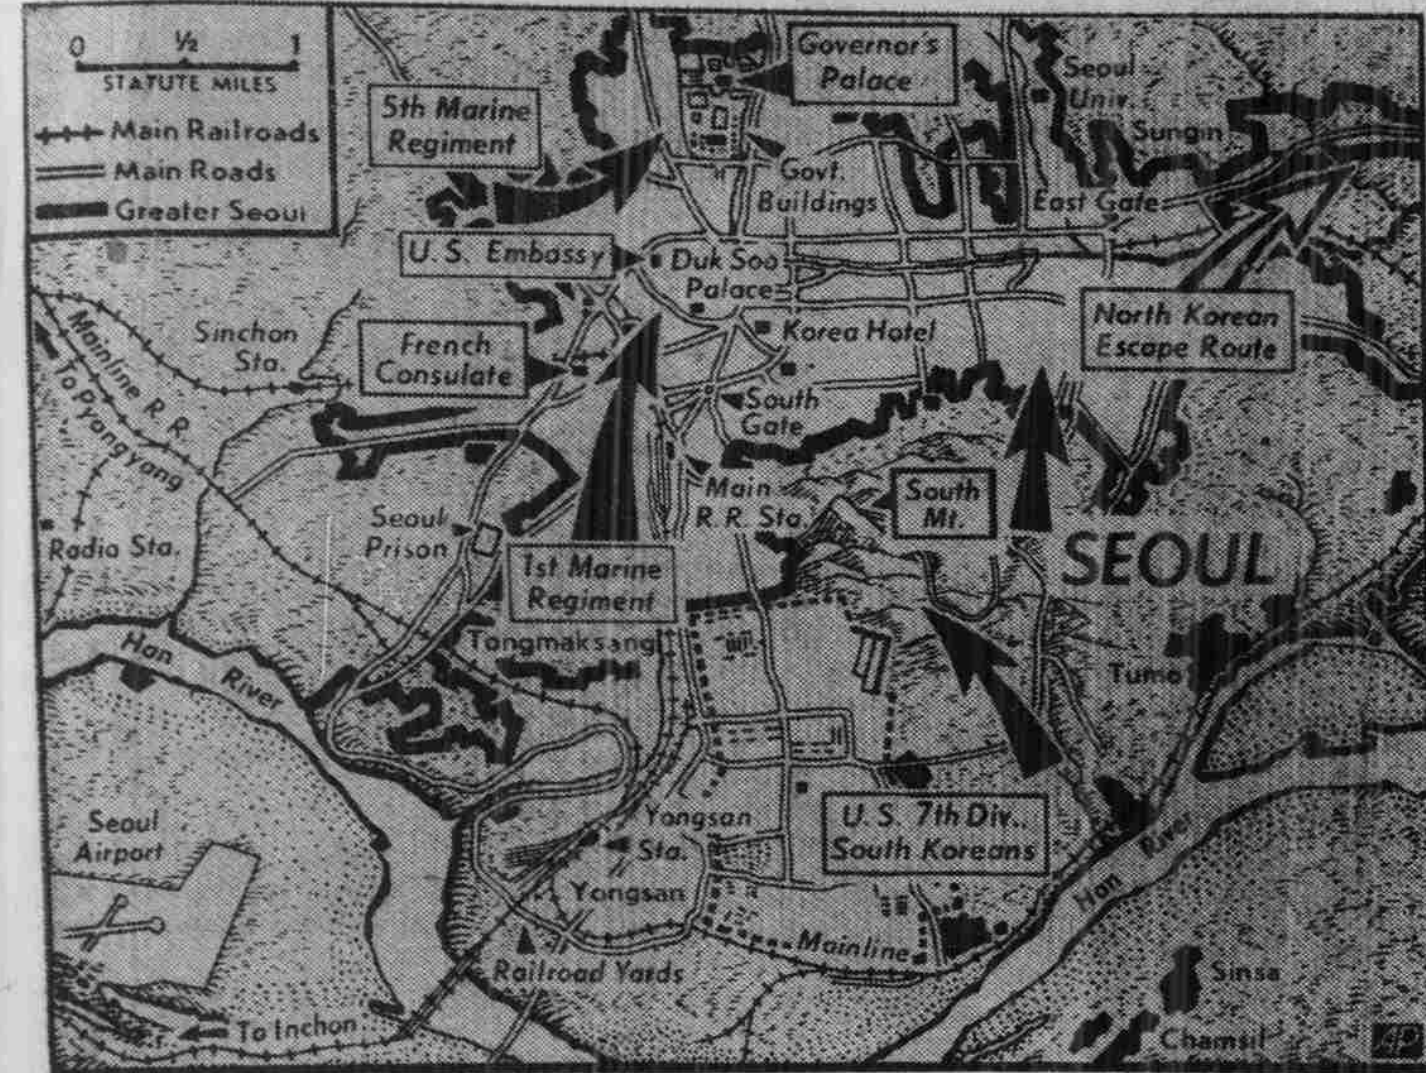 0 ½ 1
STATUTE MILES
Main Railroads
Main Roads
Greater Seoul
5th Marine
Regiment
Governor's
Palace
Seoul
Univ.
Sungin
Govt.
Buildings
East Gate
U.S. Embassy
Duk Soo
Palace
North Korean
Escape Route
Sinchon
Sta.
French
Consulate
Korea Hotel
South
Gate
Mainline R.R.
To Pyongyang
Main
R.R. Sta.
South
Mt.
Seoul
Prison
Radio Sta.
SEOUL
1st Marine
Regiment
Tongmaksang
Han River
Tumo
Seoul
Airport
Yongsan
Sta.
U.S. 7th Div.,
South Koreans
Yongsan
Han River
Mainline
Railroad Yards
Sinsa
To Inchon
Chamsil
AP